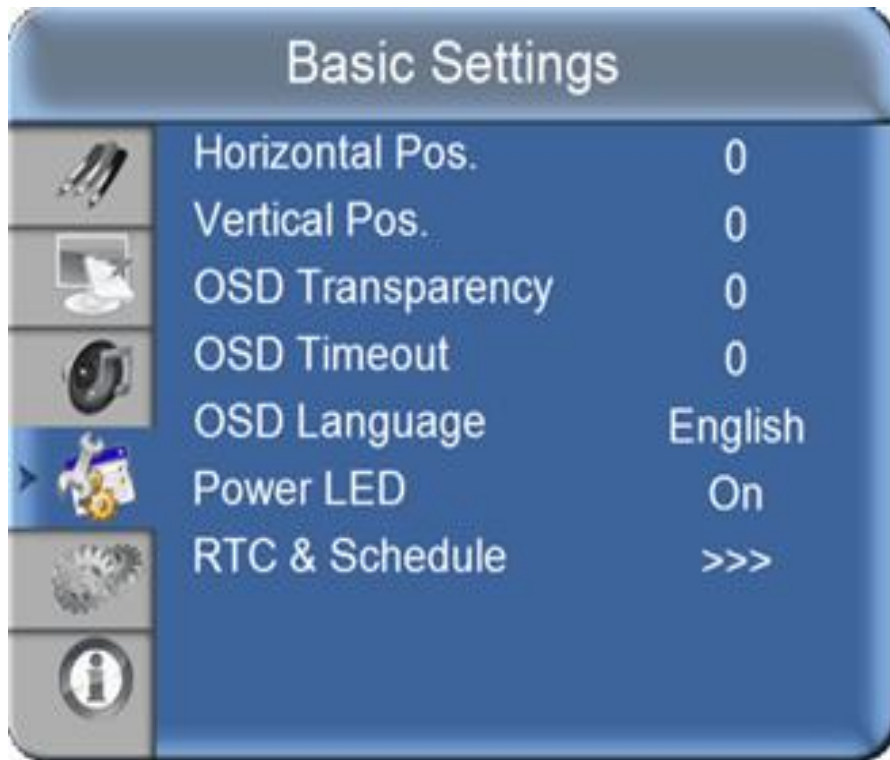 Basic Settings
Horizontal Pos. 0
Vertical Pos. 0
OSD Transparency 0
OSD Timeout 0
OSD Language English
Power LED On
RTC & Schedule >>>